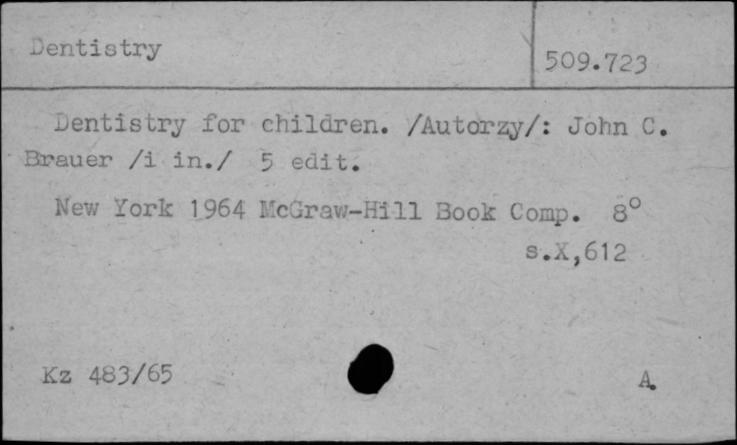 Dentistry
509.723
Dentistry for children. /Autorzy/: John C.
Brauer /i in./ 5 edit.
New York 1964 McGraw-Hill Book Comp. 8°
s.X,612
Kz 483/65
A.